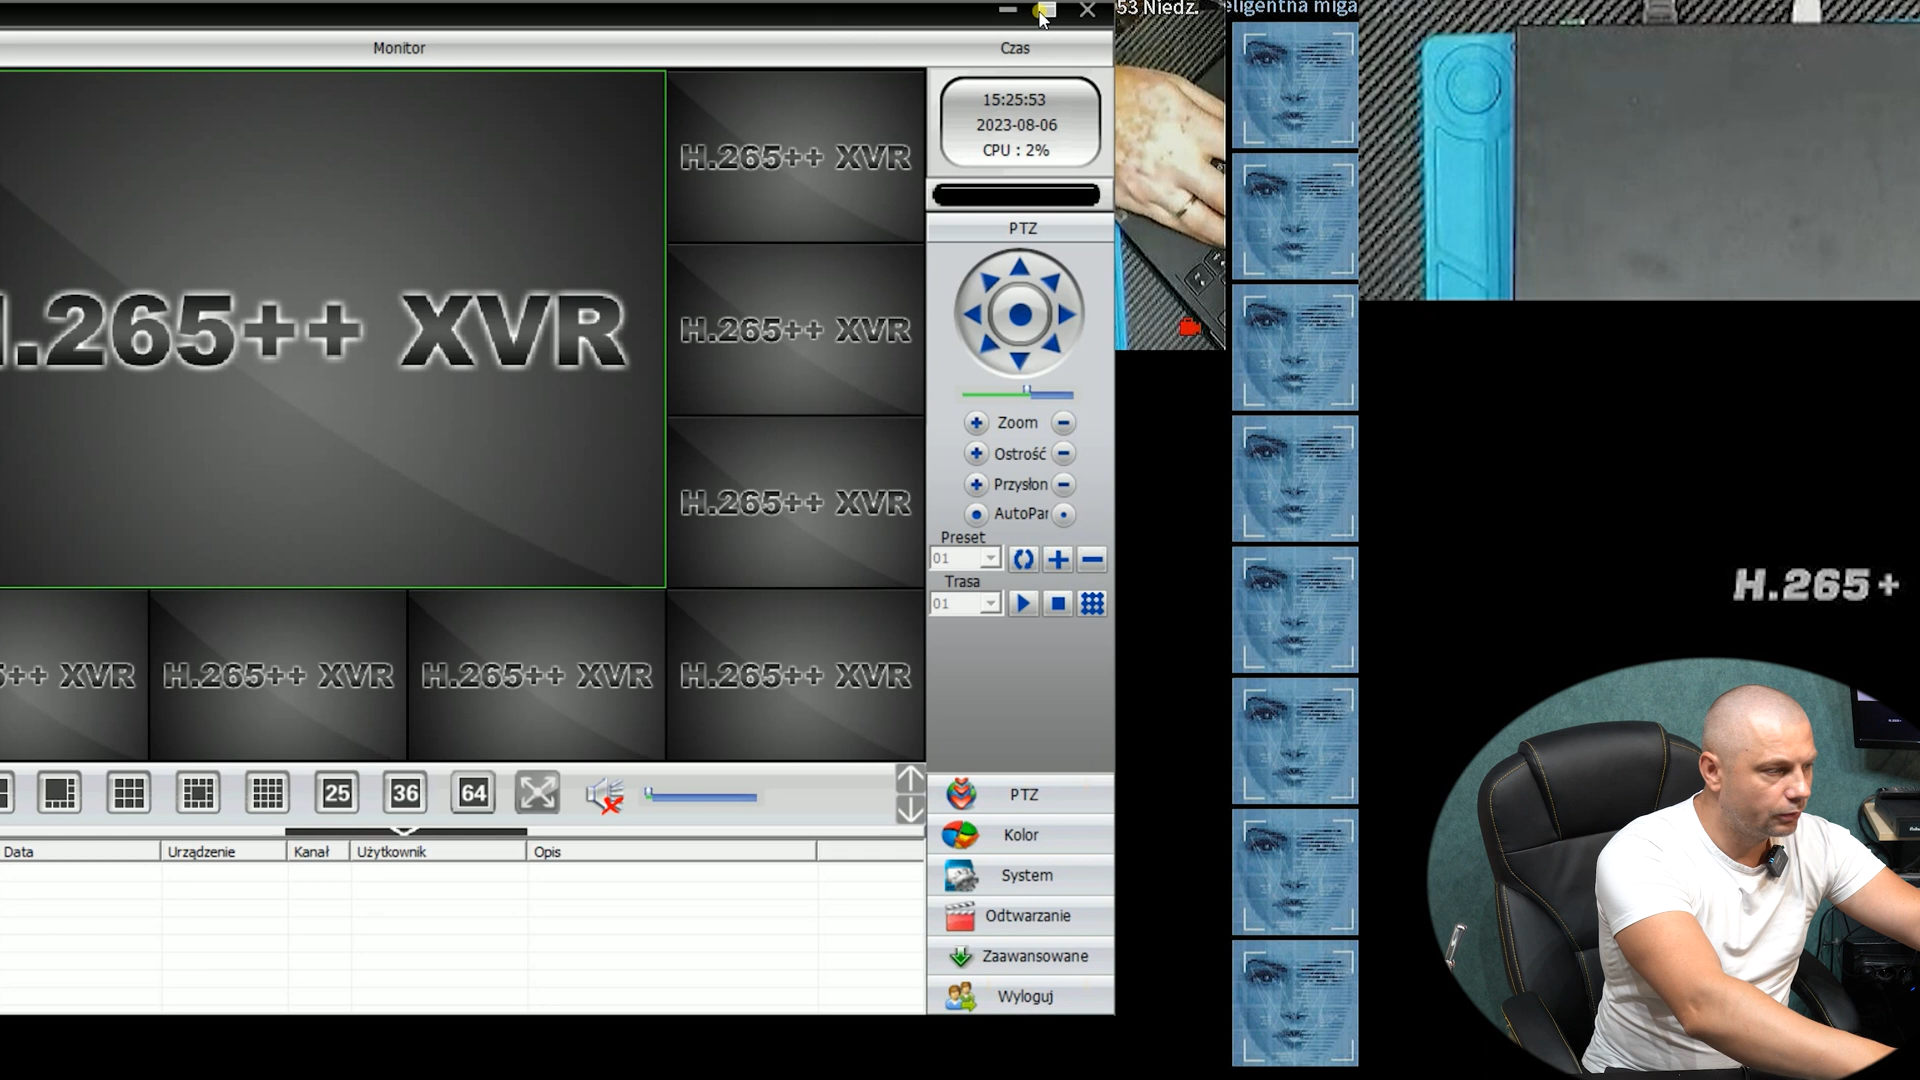 Monitor
Czas
53 Niedz.
eligentna miga
15:25:53
2023-08-06
CPU : 2%
H.265++ XVR
H.265++ XVR
H.265++ XVR
H.265++ XVR
PTZ
Zoom
Ostrość
Przysłon
AutoPar
Preset
01
Trasa
01
H.265+
5++ XVR
H.265++ XVR
H.265++ XVR
H.265++ XVR
25
36
64
PTZ
Kolor
System
Odtwarzanie
Zaawansowane
Wyloguj
Data
Urządzenie
Kanał
Użytkownik
Opis